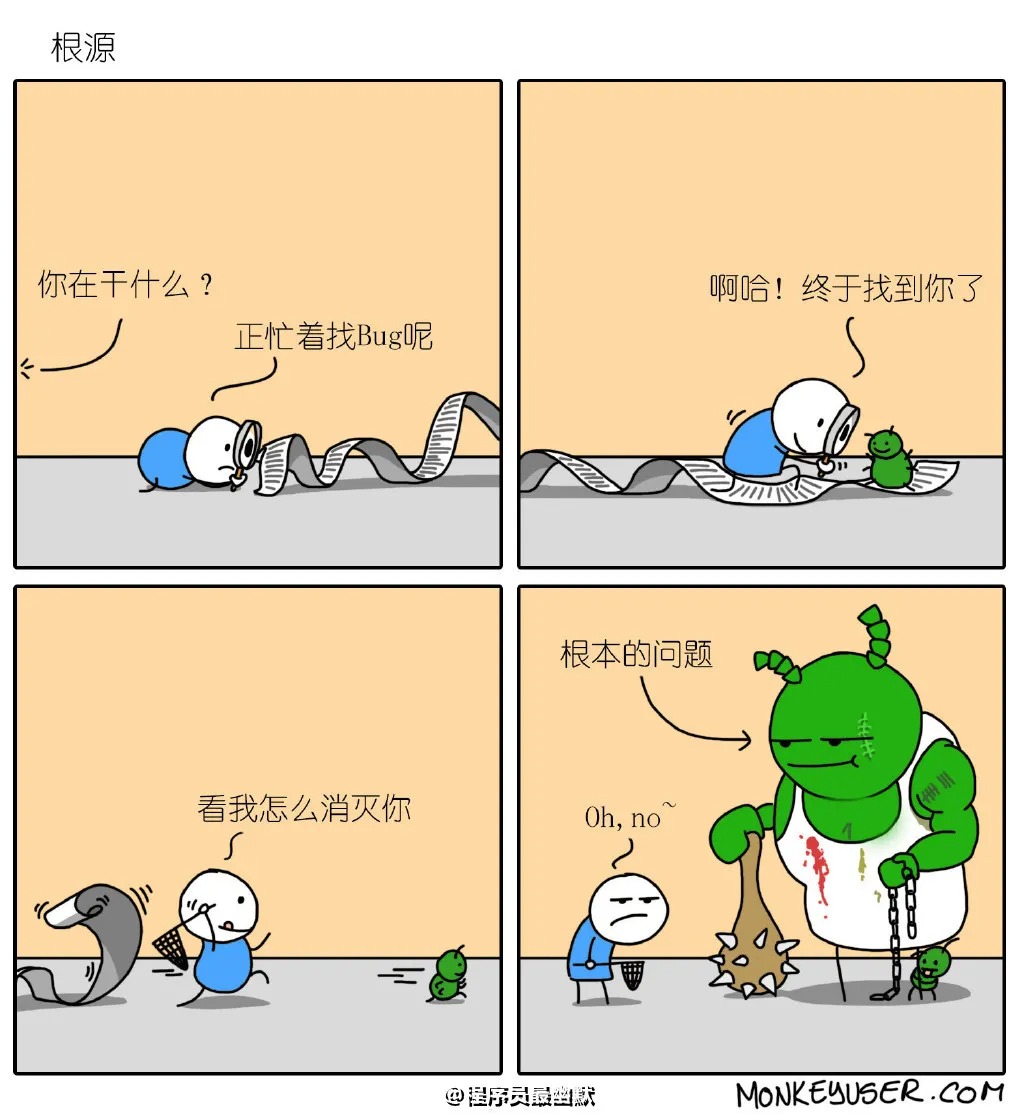 根源
你在干什么？
正忙着找Bug呢
啊哈！终于找到你了
看我怎么消灭你
根本的问题
Oh, no~
@程序员最幽默
MONKEYUSER.COM